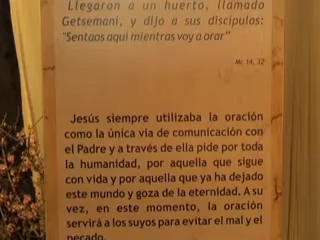 Llegaron a un huerto, llamado
Getsemaní, y dijo a sus discípulos:
"Sentaos aquí mientras voy a orar"
Mc 14, 32
Jesús siempre utilizaba la oración
como la única via de comunicación con
el Padre y a través de ella pide por toda
la humanidad, por aquella que sigue
con vida y por aquella que ya ha dejado
este mundo y goza de la eternidad. A su
vez, en este momento, la oración
servirá a los suyos para evitar el mal y el
pecado.